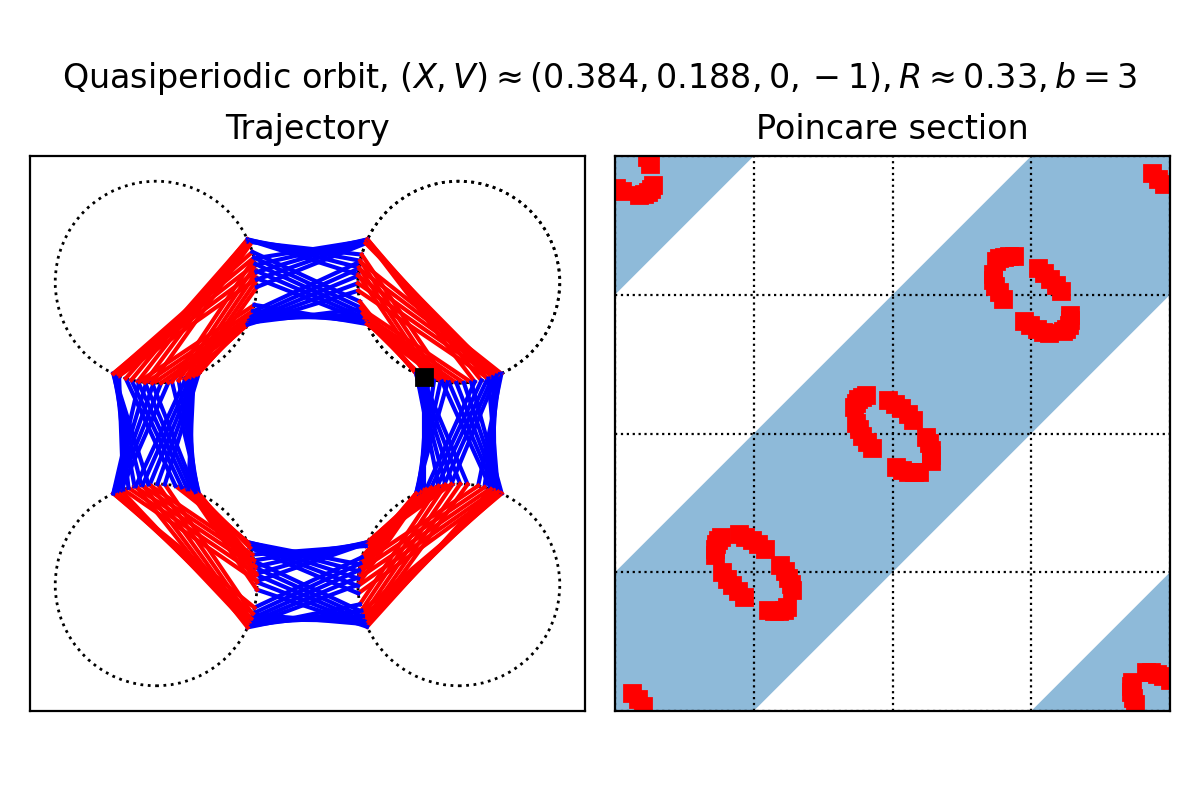 Quasiperiodic orbit, (X, V) ≈ (0.384, 0.188, 0, − 1), R ≈ 0.33, b = 3
Trajectory
Poincare section